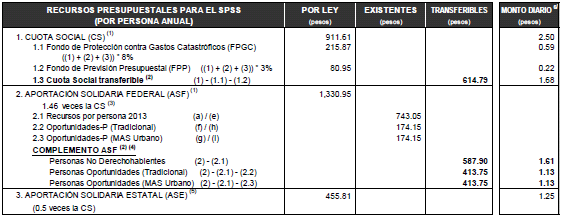 RECURSOS PRESUPUESTALES PARA EL SPSS (POR PERSONA ANUAL) POR LEY (pesos) EXISTENTES (pesos) TRANSFERIBLES (pesos) MONTO DIARIO 6/ (pesos)
1. CUOTA SOCIAL (CS) (1) 911.61 2.50
1.1 Fondo de Protección contra Gastos Catastróficos (FPGC) 215.87 0.59
((1) + (2) + (3)) * 8%
1.2 Fondo de Previsión Presupuestal (FPP) ((1) + (2) + (3)) * 3% 80.95 0.22
1.3 Cuota Social transferible (2) (1) - (1.1) - (1.2) 614.79 1.68
2. APORTACIÓN SOLIDARIA FEDERAL (ASF) (1) 1,330.95
1.46 veces la CS (3)
2.1 Recursos por persona 2013 (a) / (e) 743.05
2.2 Oportunidades-P (Tradicional) (f) / (h) 174.15
2.3 Oportunidades-P (MAS Urbano) (g) / (i) 174.15
COMPLEMENTO ASF (2) (4)
Personas No Derechohabientes (2) - (2.1) 587.90 1.61
Personas Oportunidades (Tradicional) (2) - (2.1) - (2.2) 413.75 1.13
Personas Oportunidades (MAS Urbano) (2) - (2.1) - (2.3) 413.75 1.13
3. APORTACIÓN SOLIDARIA ESTATAL (ASE) (5) 455.81 1.25
(0.5 veces la CS)